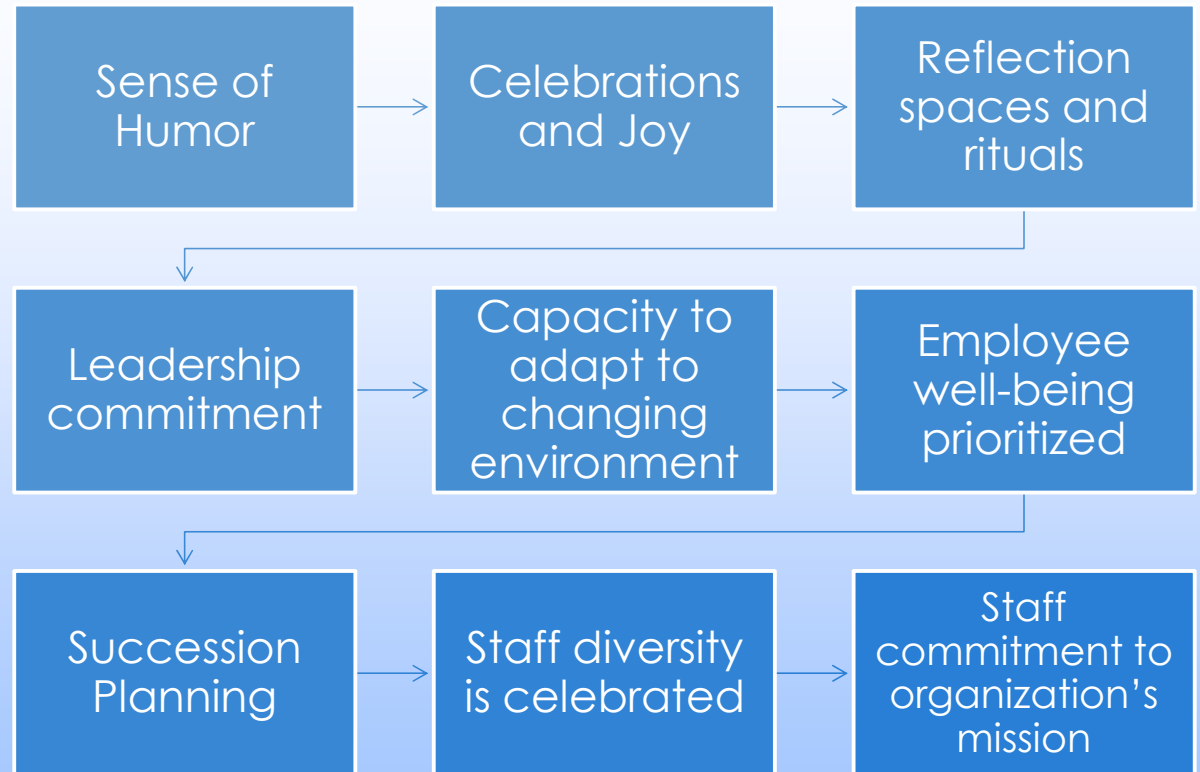 Sense of
Humor
Celebrations
and Joy
Reflection
spaces and
rituals
Leadership
commitment
Capacity to
adapt to
changing
environment
Employee
well-being
prioritized
Succession
Planning
Staff diversity
is celebrated
Staff
commitment to
organization’s
mission